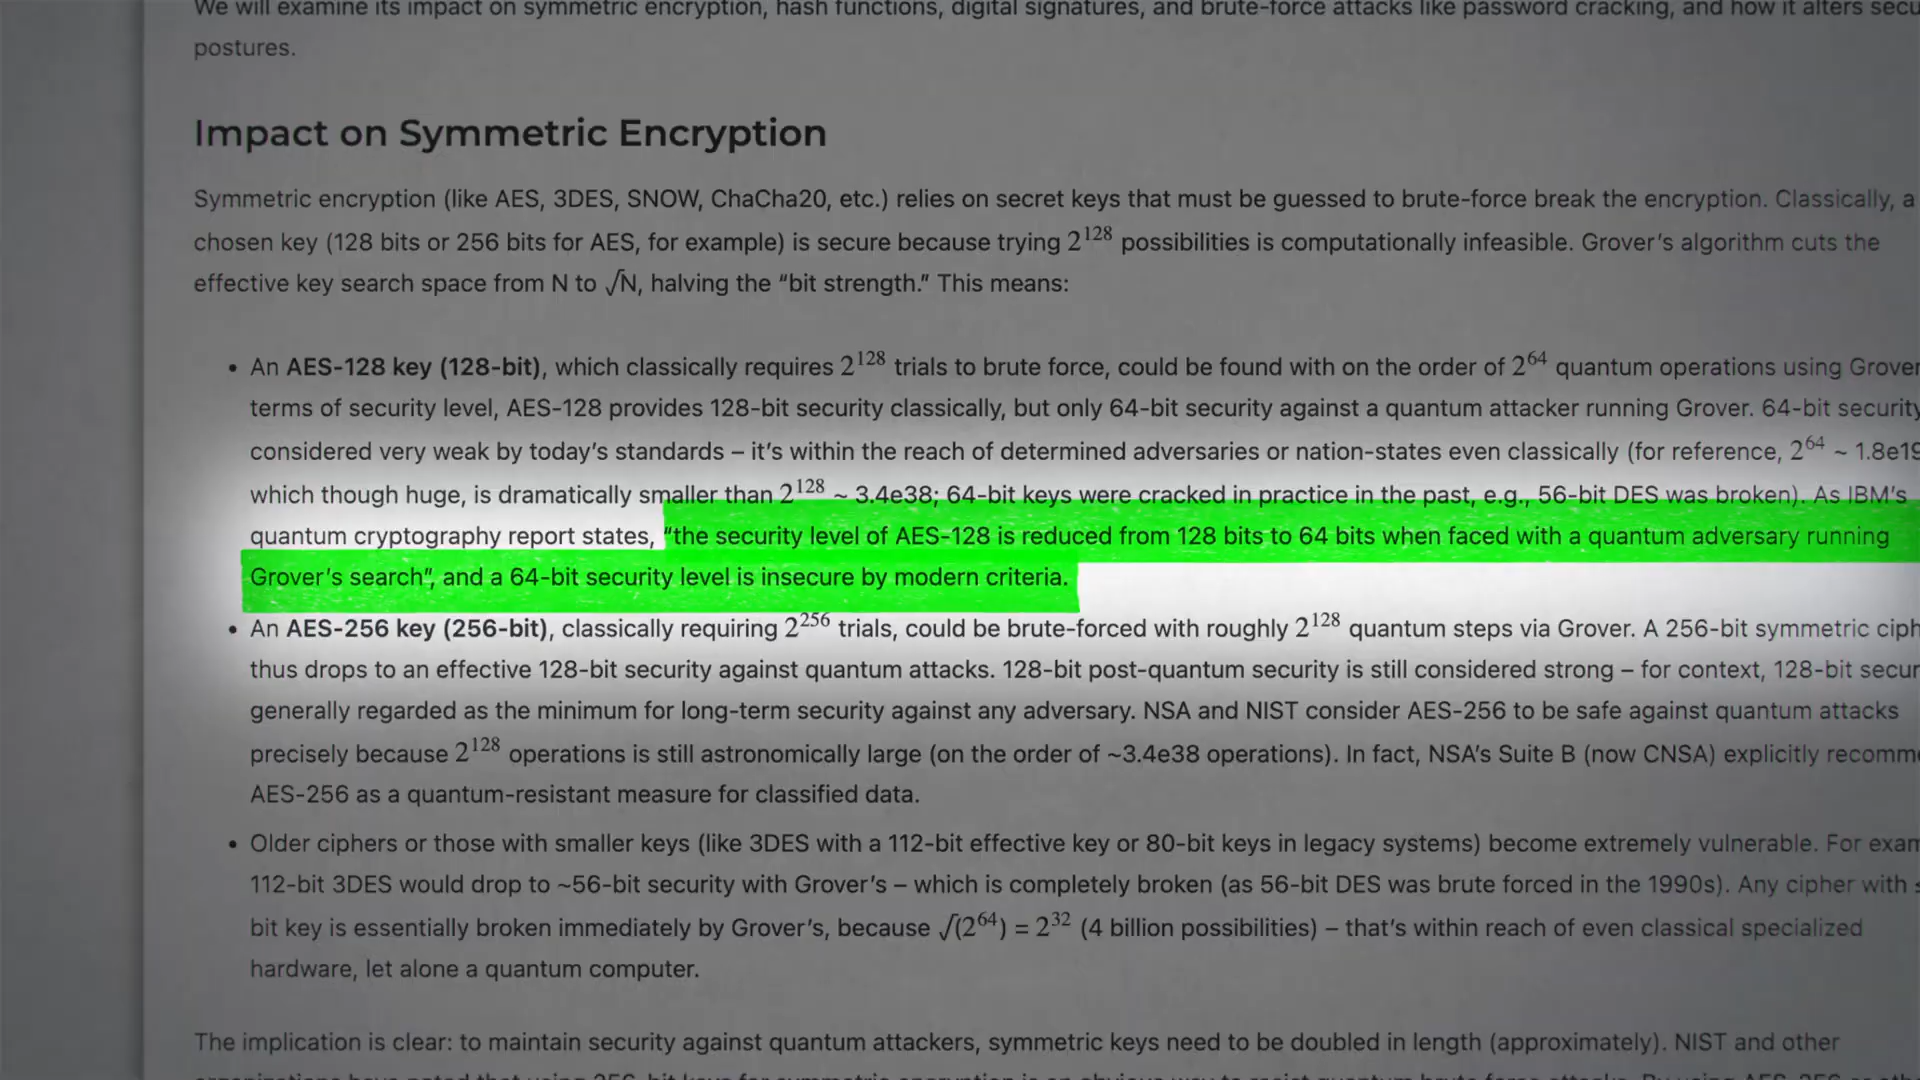 We will examine its impact on symmetric encryption, hash functions, digital signatures, and brute-force attacks like password cracking, and how it alters secu
postures.
Impact on Symmetric Encryption
Symmetric encryption (like AES, 3DES, SNOW, ChaCha20, etc.) relies on secret keys that must be guessed to brute-force break the encryption. Classically, a
chosen key (128 bits or 256 bits for AES, for example) is secure because trying 2¹²⁸ possibilities is computationally infeasible. Grover’s algorithm cuts the
effective key search space from N to √N, halving the “bit strength.” This means:
• An AES-128 key (128-bit), which classically requires 2¹²⁸ trials to brute force, could be found with on the order of 2⁶⁴ quantum operations using Grover
terms of security level, AES-128 provides 128-bit security classically, but only 64-bit security against a quantum attacker running Grover. 64-bit security
considered very weak by today’s standards – it’s within the reach of determined adversaries or nation-states even classically (for reference, 2⁶⁴ ~ 1.8e19
which though huge, is dramatically smaller than 2¹²⁸ ~ 3.4e38; 64-bit keys were cracked in practice in the past, e.g., 56-bit DES was broken). As IBM’s
quantum cryptography report states, “the security level of AES-128 is reduced from 128 bits to 64 bits when faced with a quantum adversary running
Grover’s search”, and a 64-bit security level is insecure by modern criteria.
• An AES-256 key (256-bit), classically requiring 2²⁵⁶ trials, could be brute-forced with roughly 2¹²⁸ quantum steps via Grover. A 256-bit symmetric ciph
thus drops to an effective 128-bit security against quantum attacks. 128-bit post-quantum security is still considered strong – for context, 128-bit secur
generally regarded as the minimum for long-term security against any adversary. NSA and NIST consider AES-256 to be safe against quantum attacks
precisely because 2¹²⁸ operations is still astronomically large (on the order of ~3.4e38 operations). In fact, NSA’s Suite B (now CNSA) explicitly recomm
AES-256 as a quantum-resistant measure for classified data.
• Older ciphers or those with smaller keys (like 3DES with a 112-bit effective key or 80-bit keys in legacy systems) become extremely vulnerable. For exam
112-bit 3DES would drop to ~56-bit security with Grover’s – which is completely broken (as 56-bit DES was brute forced in the 1990s). Any cipher with ≤
bit key is essentially broken immediately by Grover’s, because √(2⁶⁴) = 2³² (4 billion possibilities) – that’s within reach of even classical specialized
hardware, let alone a quantum computer.
The implication is clear: to maintain security against quantum attackers, symmetric keys need to be doubled in length (approximately). NIST and other